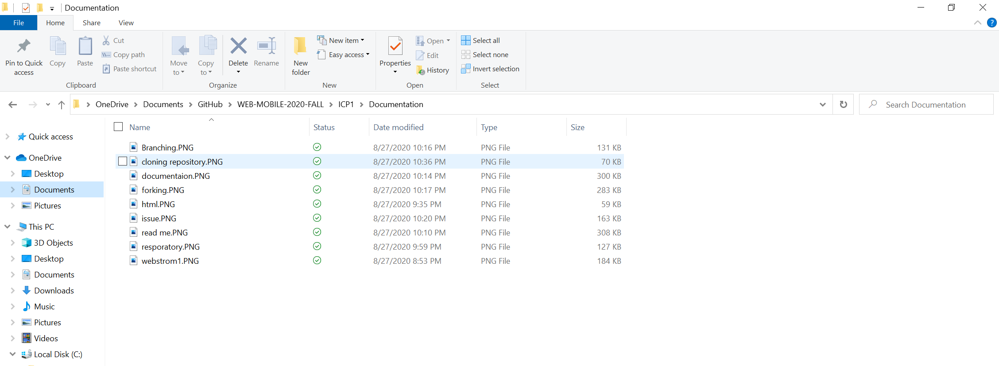 Documentation
File Home Share View
Pin to Quick access
Copy
Paste
Cut
Copy path
Paste shortcut
Clipboard
Move to
Copy to
Delete
Rename
Organize
New folder
New item
Easy access
New
Properties
Open
Edit
History
Open
Select all
Select none
Invert selection
Select
OneDrive > Documents > GitHub > WEB-MOBILE-2020-FALL > ICP1 > Documentation
Search Documentation
Quick access
OneDrive
Desktop
Documents
Pictures
This PC
3D Objects
Desktop
Documents
Downloads
Music
Pictures
Videos
Local Disk (C:)
Name Status Date modified Type Size
Branching.PNG 8/27/2020 10:16 PM PNG File 131 KB
cloning repository.PNG 8/27/2020 10:36 PM PNG File 70 KB
documentaion.PNG 8/27/2020 10:14 PM PNG File 300 KB
forking.PNG 8/27/2020 10:17 PM PNG File 283 KB
html.PNG 8/27/2020 9:35 PM PNG File 59 KB
issue.PNG 8/27/2020 10:20 PM PNG File 163 KB
read me.PNG 8/27/2020 10:10 PM PNG File 308 KB
resporatory.PNG 8/27/2020 9:59 PM PNG File 127 KB
webstrom1.PNG 8/27/2020 8:53 PM PNG File 184 KB